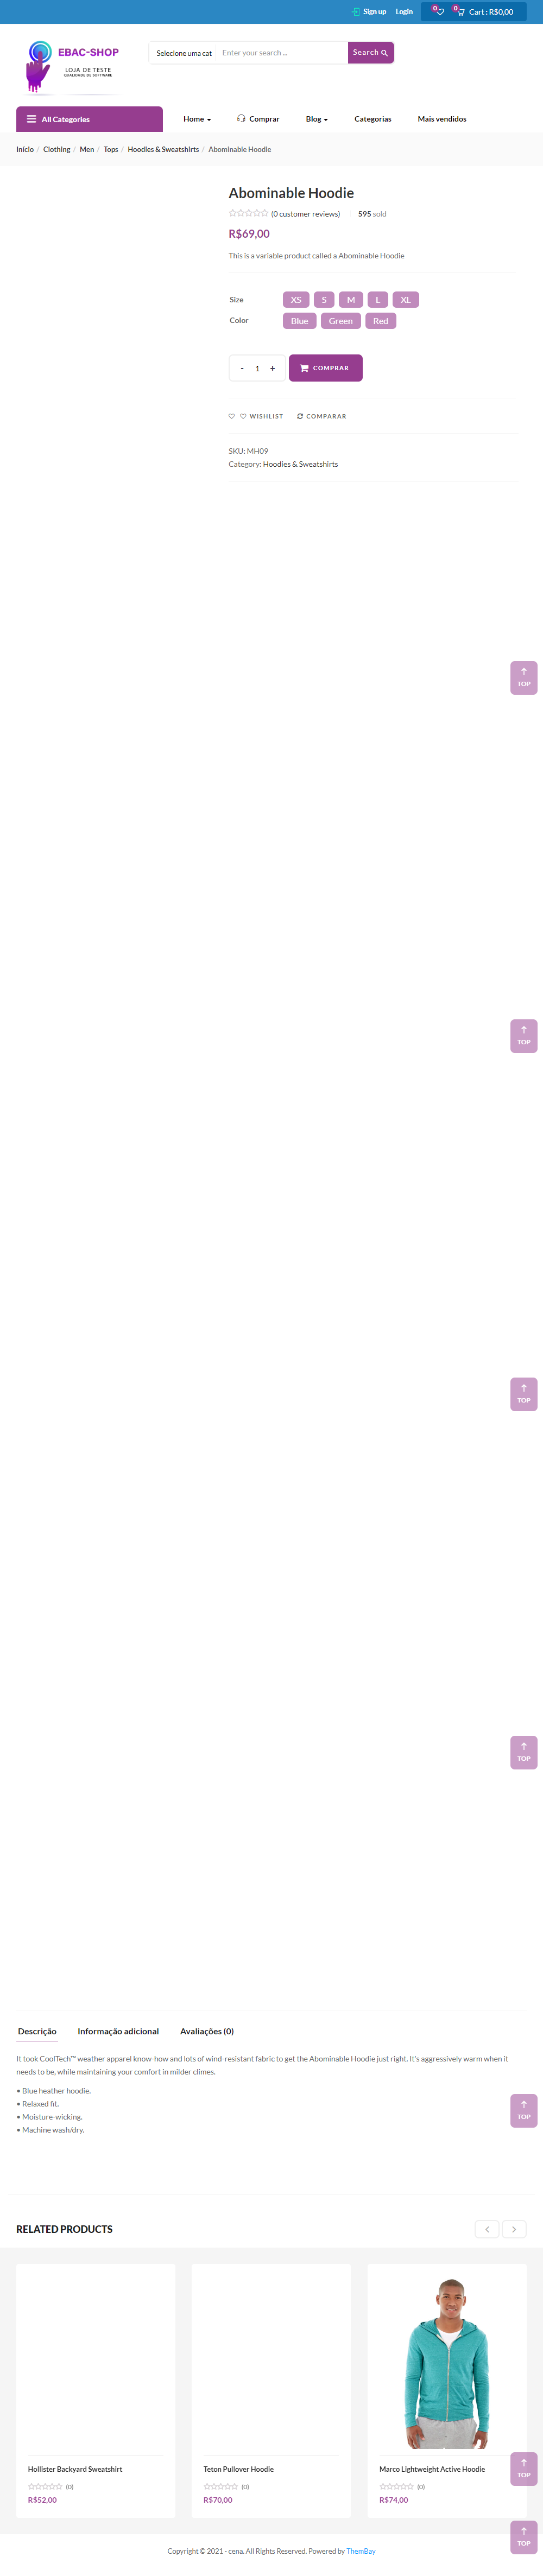 Sign up Login 0 0 Cart : R$0,00
EBAC-SHOP
LOJA DE TESTE
QUALIDADE DE SOFTWARE
Selecione uma cat Enter your search ... Search
All Categories Home Comprar Blog Categorias Mais vendidos
Início / Clothing / Men / Tops / Hoodies & Sweatshirts / Abominable Hoodie
Abominable Hoodie
(0 customer reviews) 595 sold
R$69,00
This is a variable product called a Abominable Hoodie
Size XS S M L XL
Color Blue Green Red
- 1 + COMPRAR
WISHLIST COMPARAR
SKU: MH09
Category: Hoodies & Sweatshirts
TOP
TOP
TOP
TOP
Descrição Informação adicional Avaliações (0)
It took CoolTech™ weather apparel know-how and lots of wind-resistant fabric to get the Abominable Hoodie just right. It's aggressively warm when it
needs to be, while maintaining your comfort in milder climes.
• Blue heather hoodie.
• Relaxed fit.
• Moisture-wicking.
• Machine wash/dry.
TOP
RELATED PRODUCTS
Hollister Backyard Sweatshirt
(0)
R$52,00
Teton Pullover Hoodie
(0)
R$70,00
Marco Lightweight Active Hoodie
(0)
R$74,00
TOP
TOP
Copyright © 2021 - cena. All Rights Reserved. Powered by ThemBay